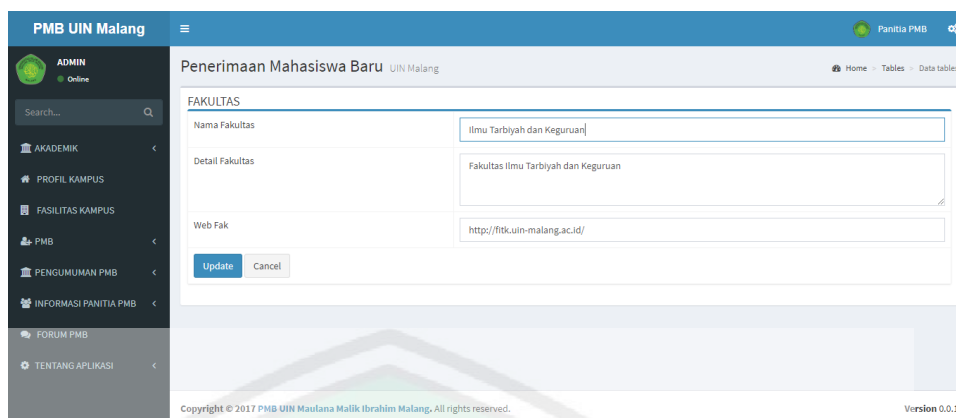 PMB UIN Malang
Panitia PMB
ADMIN
Online
Search...
AKADEMIK
PROFIL KAMPUS
FASILITAS KAMPUS
PMB
PENGUMUMAN PMB
INFORMASI PANITIA PMB
FORUM PMB
TENTANG APLIKASI
Penerimaan Mahasiswa Baru UIN Malang
Home > Tables > Data tables
FAKULTAS
Nama Fakultas Ilmu Tarbiyah dan Keguruan
Detail Fakultas Fakultas Ilmu Tarbiyah dan Keguruan
Web Fak http://fitk.uin-malang.ac.id/
Update Cancel
Copyright © 2017 PMB UIN Maulana Malik Ibrahim Malang. All rights reserved.
Version 0.0.1